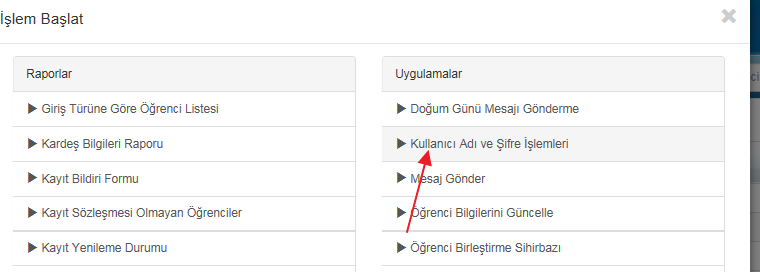 İşlem Başlat
Raporlar
Giriş Türüne Göre Öğrenci Listesi
Kardeş Bilgileri Raporu
Kayıt Bildiri Formu
Kayıt Sözleşmesi Olmayan Öğrenciler
Kayıt Yenileme Durumu
Uygulamalar
Doğum Günü Mesajı Gönderme
Kullanıcı Adı ve Şifre İşlemleri
Mesaj Gönder
Öğrenci Bilgilerini Güncelle
Öğrenci Birleştirme Sihirbazı
ci